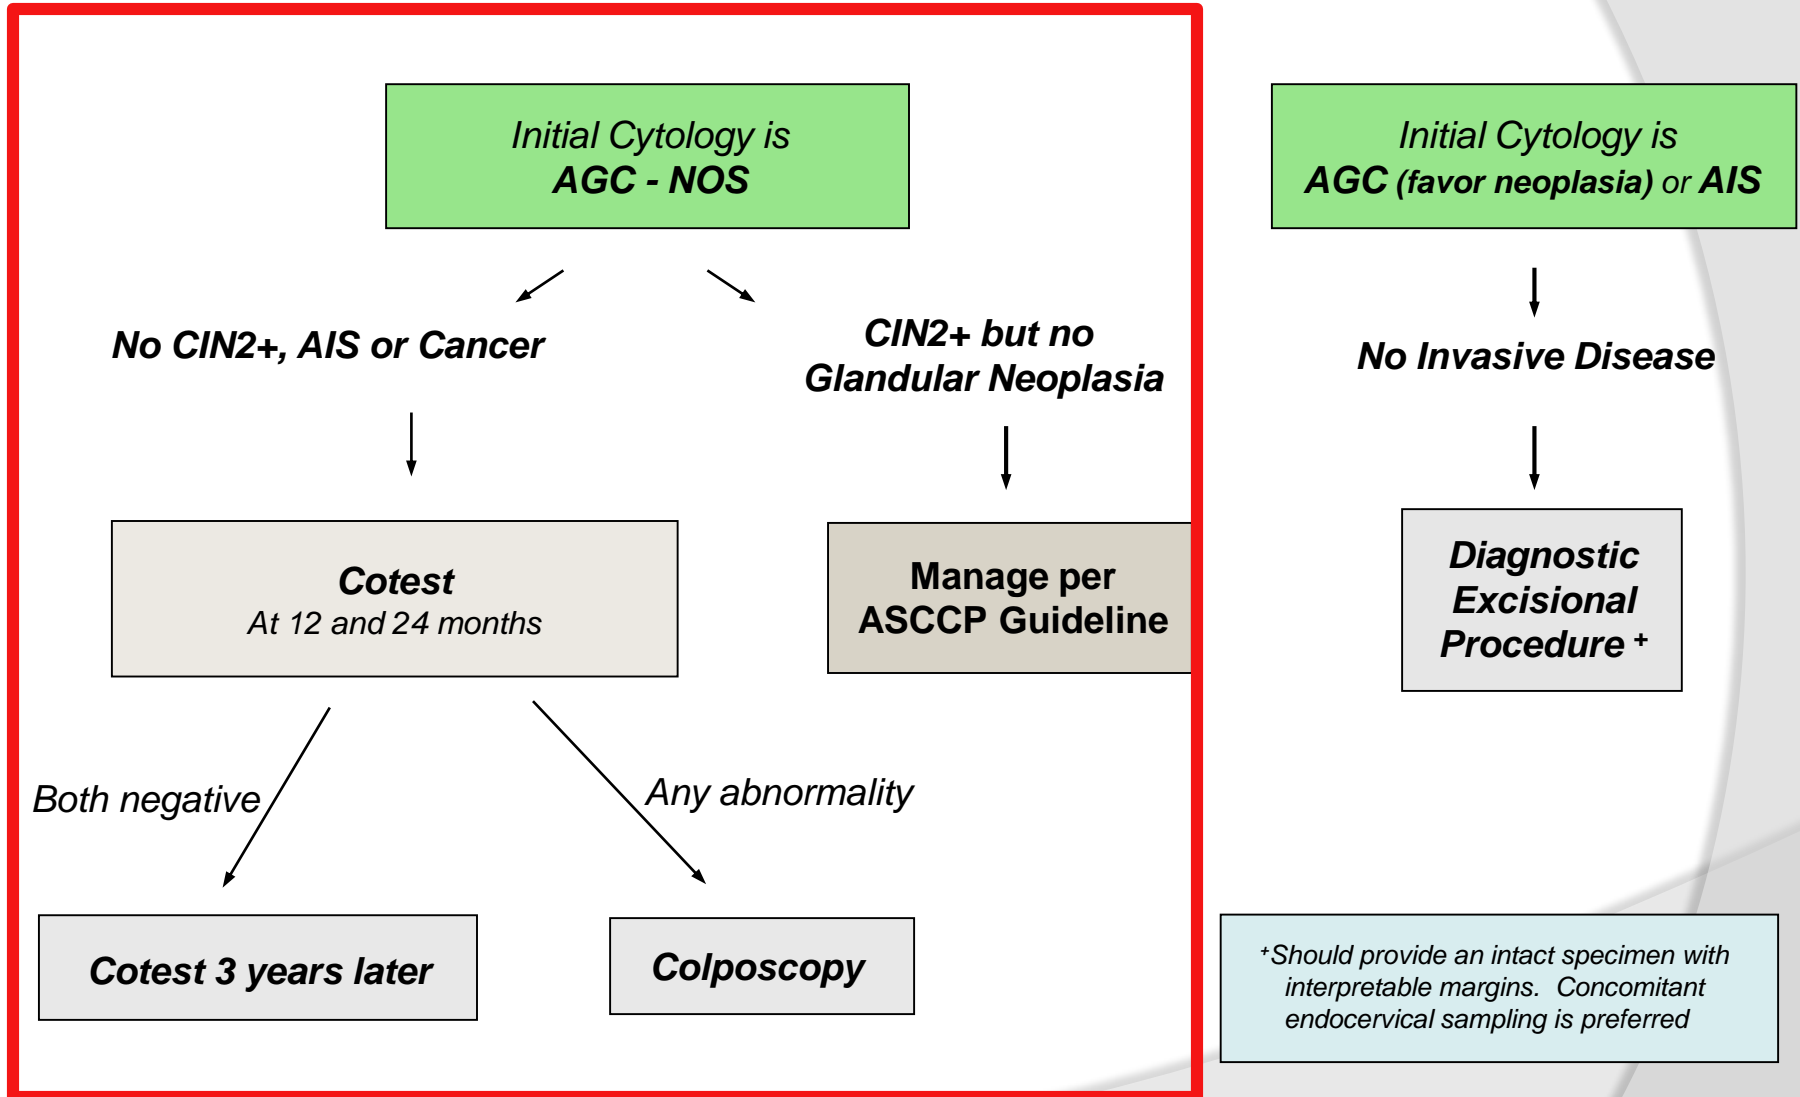 Initial Cytology is
AGC - NOS
Initial Cytology is
AGC (favor neoplasia) or AIS
No CIN2+, AIS or Cancer
CIN2+ but no
Glandular Neoplasia
No Invasive Disease
Cotest
At 12 and 24 months
Manage per
ASCCP Guideline
Diagnostic
Excisional
Procedure +
Both negative
Any abnormality
Cotest 3 years later
Colposcopy
+Should provide an intact specimen with
interpretable margins. Concomitant
endocervical sampling is preferred